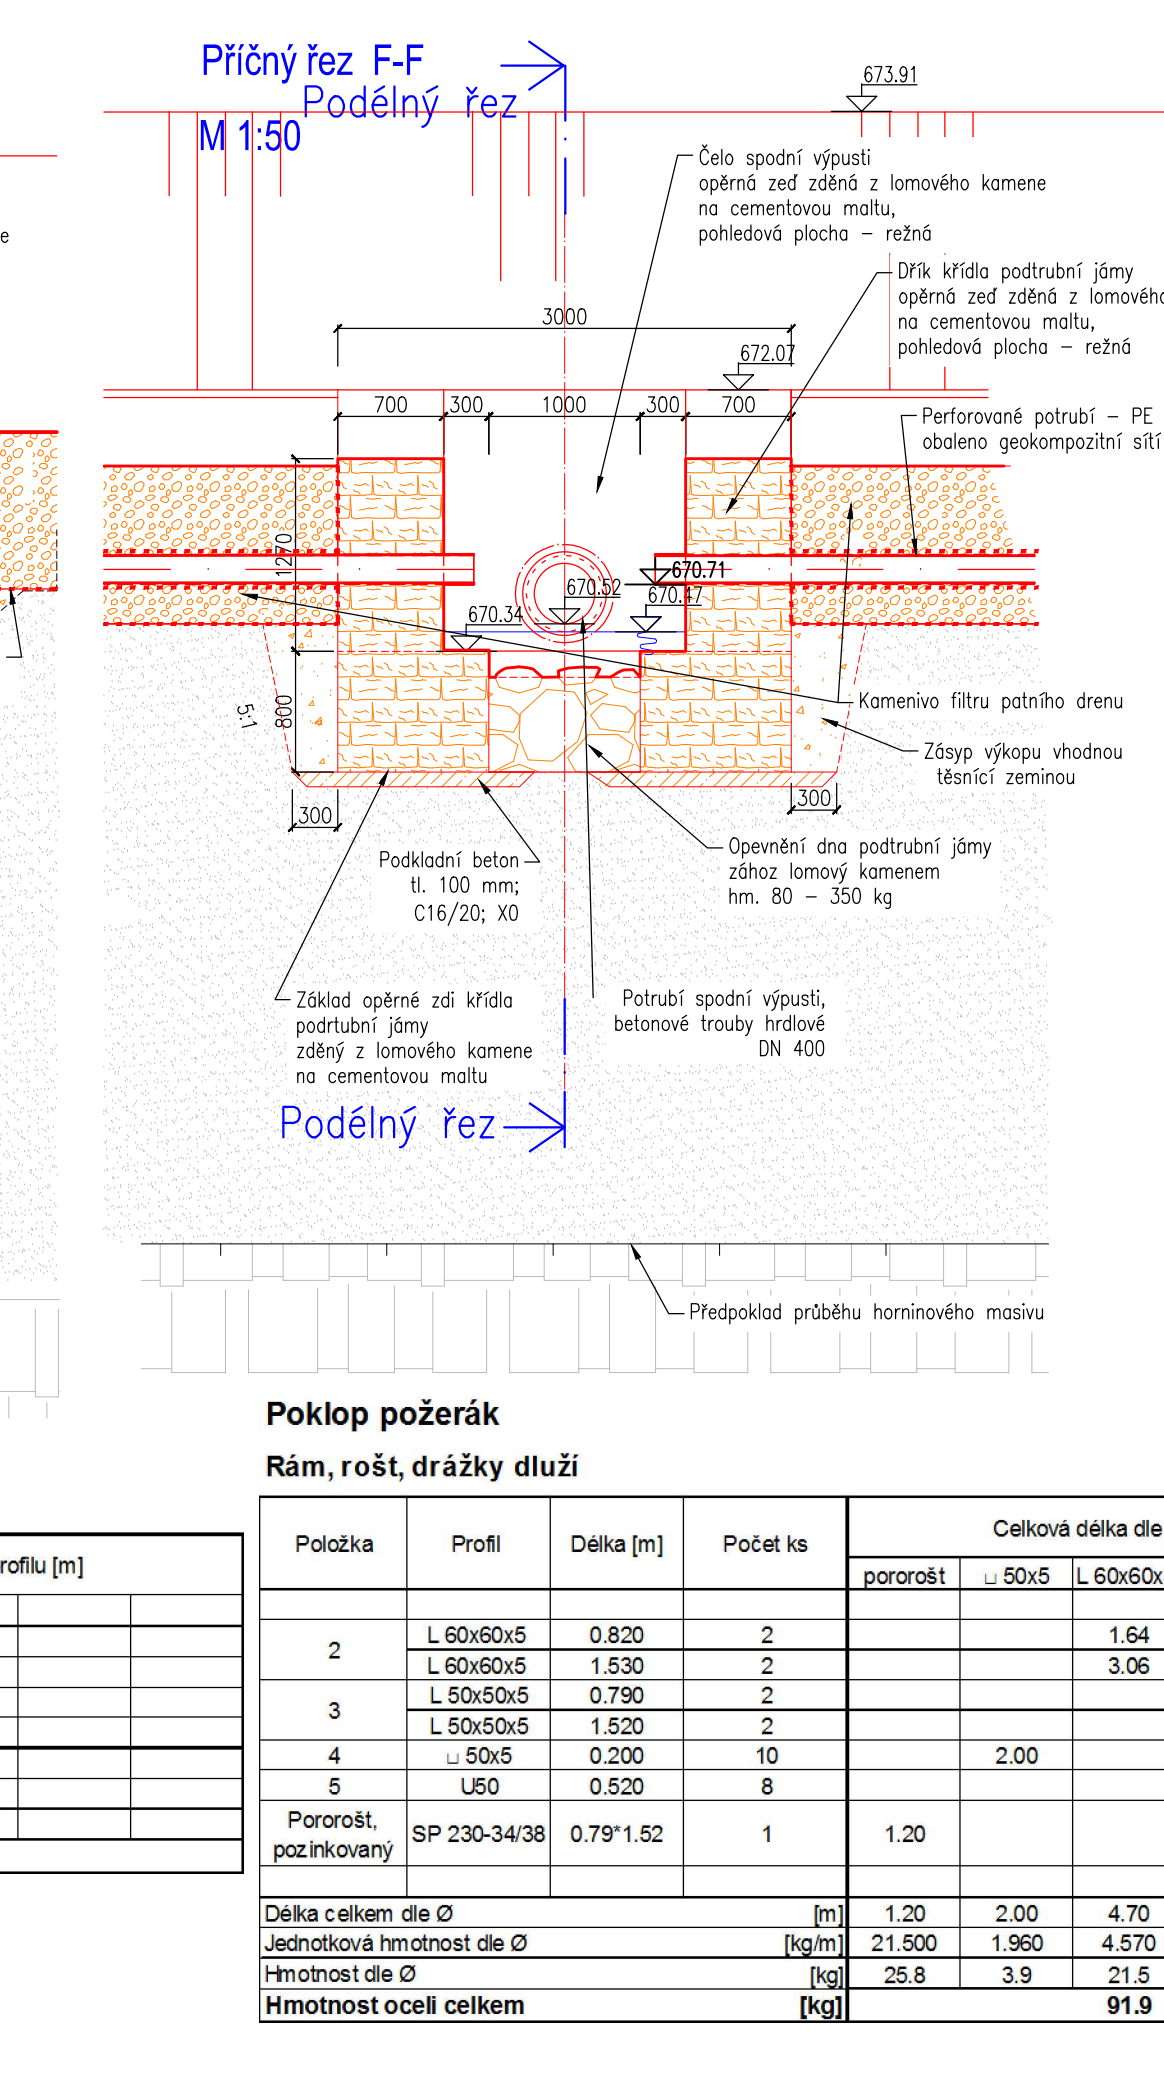 Příčný řez F-F
Podélný řez
M 1:50
673.91
Čelo spodní výpusti
opěrná zeď zděná z lomového kamene
na cementovou maltu,
pohledová plocha – režná
e
Dřík křídla podtrubní jámy
opěrná zeď zděná z lomového
na cementovou maltu,
pohledová plocha – režná
3000
672.07
700
300
1000
300
700
Perforované potrubí – PE
obaleno geokompozitní sítí
1270
670.71
670.52
670.47
670.34
5:1
800
Kamenivo filtru patního drenu
Zásyp výkopu vhodnou
těsnící zeminou
300
300
Podkladní beton
tl. 100 mm;
C16/20; X0
Opevnění dna podtrubní jámy
zához lomový kamenem
hm. 80 – 350 kg
Základ opěrné zdi křídla
podrtubní jámy
zděný z lomového kamene
na cementovou maltu
Potrubí spodní výpusti,
betonové trouby hrdlové
DN 400
Podélný řez
Předpoklad průběhu horninového masivu
Poklop požerák
Rám, rošt, drážky dluží
rofilu [m]
Položka Profil Délka [m] Počet ks Celková délka dle
pororošt ⊔ 50x5 L 60x60x
2 L 60x60x5 0.820 2 1.64
L 60x60x5 1.530 2 3.06
3 L 50x50x5 0.790 2
L 50x50x5 1.520 2
4 ⊔ 50x5 0.200 10 2.00
5 U50 0.520 8
Pororošt,
pozinkovaný SP 230-34/38 0.79*1.52 1 1.20
Délka celkem dle Ø [m] 1.20 2.00 4.70
Jednotková hmotnost dle Ø [kg/m] 21.500 1.960 4.570
Hmotnost dle Ø [kg] 25.8 3.9 21.5
Hmotnost oceli celkem [kg] 91.9